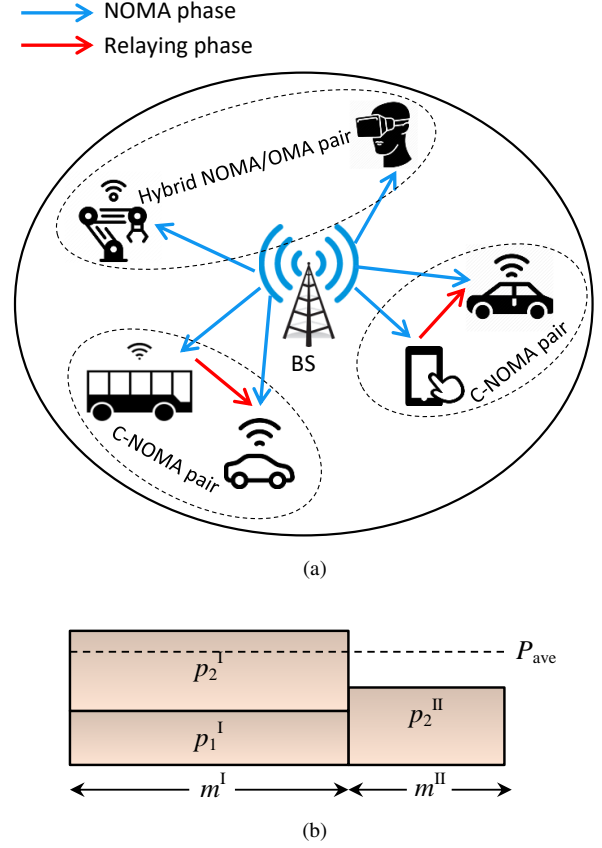 NOMA phase
Relaying phase
Hybrid NOMA/OMA pair
BS
C-NOMA pair
C-NOMA pair
(a)
p₂ᴵ
P_ave
p₂ᴵᴵ
p₁ᴵ
mᴵ
mᴵᴵ
(b)